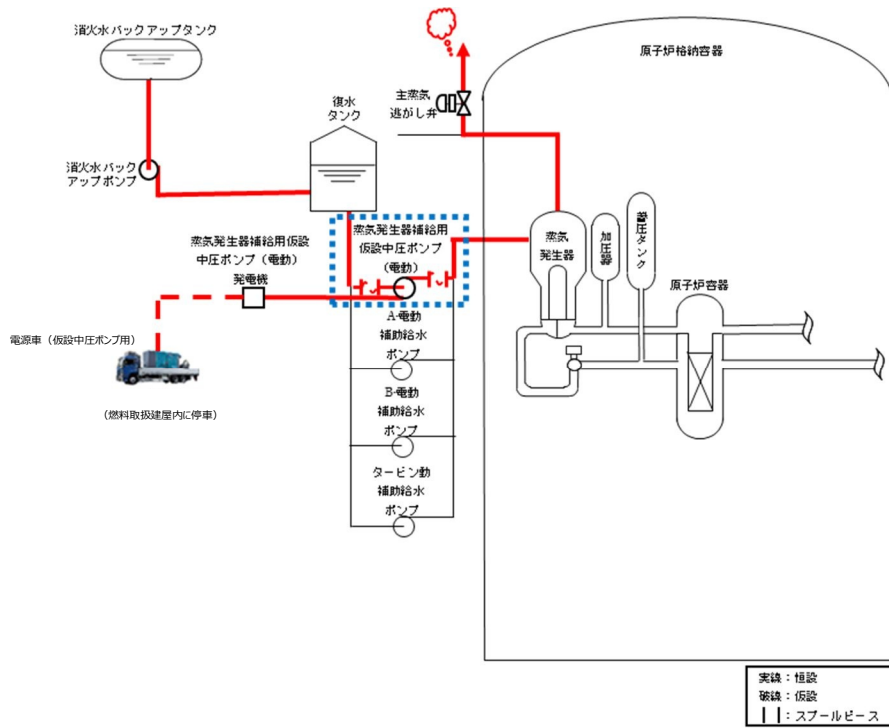 消火水バックアップタンク
復水
タンク
主蒸気
逃がし弁
原子炉格納容器
消火水バック
アップポンプ
蒸気発生器補給用仮設
中圧ポンプ（電動）
発電機
蒸気発生器補給用
仮設中圧ポンプ
（電動）
蒸気
発生器
加圧器
蓄圧タンク
原子炉容器
電源車（仮設中圧ポンプ用）
（燃料取扱建屋内に停車）
A-電動
補助給水
ポンプ
B-電動
補助給水
ポンプ
タービン動
補助給水
ポンプ
実線：恒設
破線：仮設
┃ ┃：スプールピース